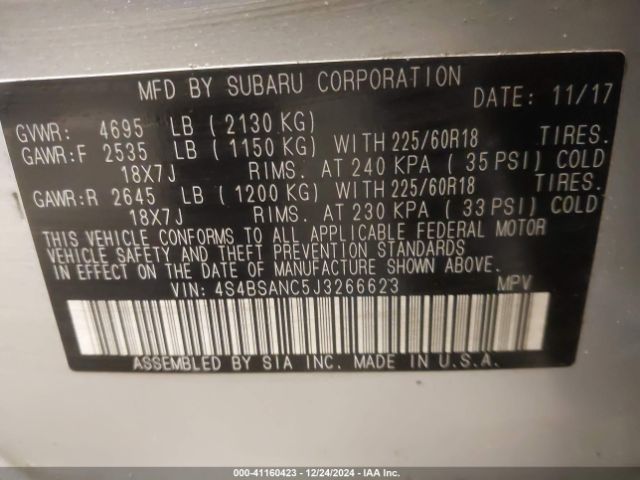 MFD BY SUBARU CORPORATION
DATE: 11/17
GVWR: 4695 LB ( 2130 KG)
GAWR:F 2535 LB ( 1150 KG) WITH 225/60R18 TIRES.
18X7J RIMS. AT 240 KPA ( 35 PSI) COLD
GAWR:R 2645 LB ( 1200 KG) WITH 225/60R18 TIRES.
18X7J RIMS. AT 230 KPA ( 33 PSI) COLD
THIS VEHICLE CONFORMS TO ALL APPLICABLE FEDERAL MOTOR
VEHICLE SAFETY AND THEFT PREVENTION STANDARDS
IN EFFECT ON THE DATE OF MANUFACTURE SHOWN ABOVE.
VIN: 4S4BSANC5J3266623 MPV
ASSEMBLED BY SIA INC. MADE IN U.S.A.
000-41160423 - 12/24/2024 - IAA Inc.